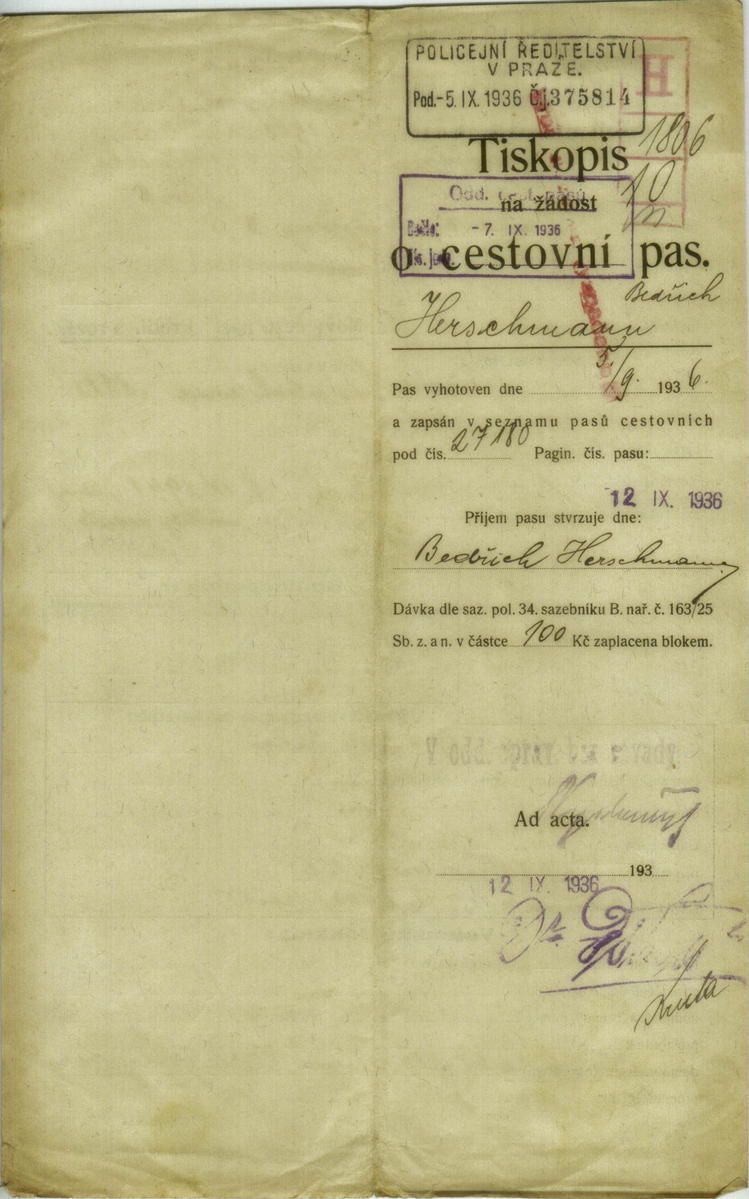 POLICEJNÍ ŘEDITELSTVÍ
V PRAZE.
Pod.-5. IX. 1936 Č.j. 375814
H
1806
10
Tiskopis
na žádost
-7. IX. 1936
o cestovní pas.
Bedřich
Herschmann
Pas vyhotoven dne 5/9. 1936.
a zapsán v seznamu pasů cestovních
pod čís. 27180 Pagin. čís. pasu:
12 IX. 1936
Příjem pasu stvrzuje dne:
Bedřich Herschmann
Dávka dle saz. pol. 34. sazebníku B. nař. č. 163/25
Sb. z. a n. v částce 100 Kč zaplacena blokem.
Ad acta.
193
12 IX. 1936
Dr.